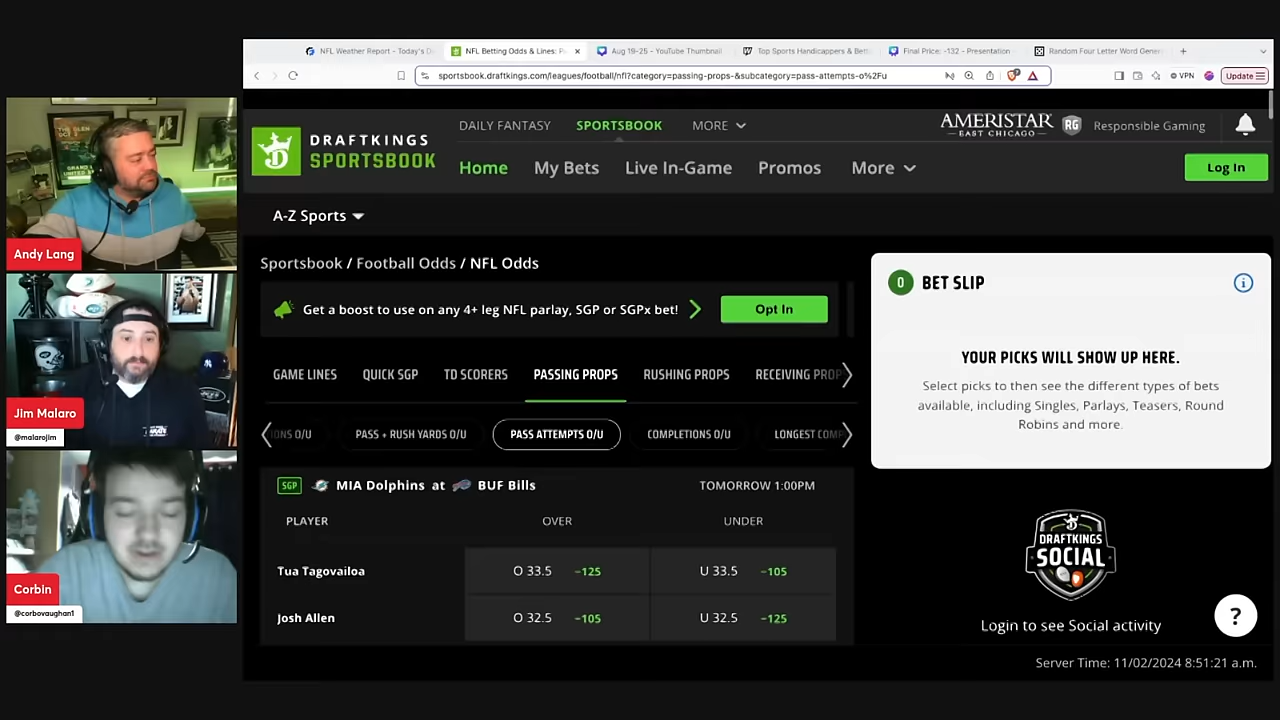 NFL Weather Report - Today's D
NFL Betting Odds & Lines: P
Aug 19-25 - YouTube Thumbnail
Top Sports Handicappers & Bett
Final Price: -132 - Presentation
Random Four Letter Word Gener
sportsbook.draftkings.com/leagues/football/nfl?category=passing-props-&subcategory=pass-attempts-o%2Fu
VPN
Update
DRAFTKINGS
SPORTSBOOK
DAILY FANTASY
SPORTSBOOK
MORE
AMERISTAR
EAST CHICAGO
RG
Responsible Gaming
Home
My Bets
Live In-Game
Promos
More
Log In
A-Z Sports
Sportsbook / Football Odds / NFL Odds
Get a boost to use on any 4+ leg NFL parlay, SGP or SGPx bet!
Opt In
GAME LINES
QUICK SGP
TD SCORERS
PASSING PROPS
RUSHING PROPS
RECEIVING PROP
ONS O/U
PASS + RUSH YARDS O/U
PASS ATTEMPTS O/U
COMPLETIONS O/U
LONGEST COM
SGP
MIA Dolphins at BUF Bills
TOMORROW 1:00PM
PLAYER
OVER
UNDER
Tua Tagovailoa
O 33.5 -125
U 33.5 -105
Josh Allen
O 32.5 -105
U 32.5 -125
0
BET SLIP
YOUR PICKS WILL SHOW UP HERE.
Select picks to then see the different types of bets
available, including Singles, Parlays, Teasers, Round
Robins and more.
DRAFTKINGS
SOCIAL
Login to see Social activity
?
Server Time: 11/02/2024 8:51:21 a.m.
Andy Lang
Jim Malaro
@malarojim
Corbin
@corbovaughan1